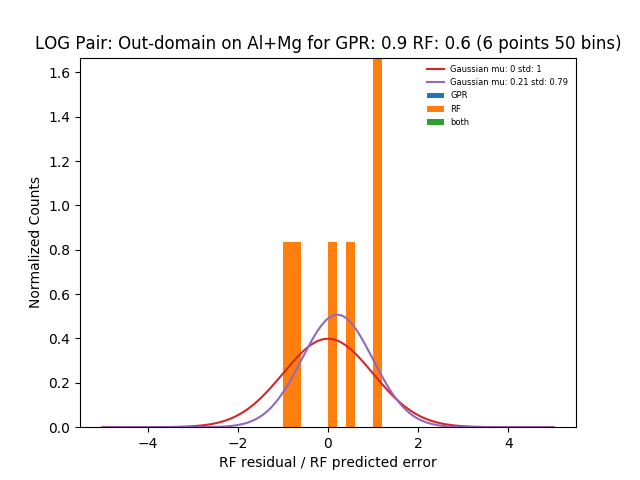 LOG Pair: Out-domain on Al+Mg for GPR: 0.9 RF: 0.6 (6 points 50 bins)
Gaussian mu: 0 std: 1
Gaussian mu: 0.21 std: 0.79
GPR
RF
both
Normalized Counts
1.6
1.4
1.2
1.0
0.8
0.6
0.4
0.2
0.0
−4 −2 0 2 4
RF residual / RF predicted error